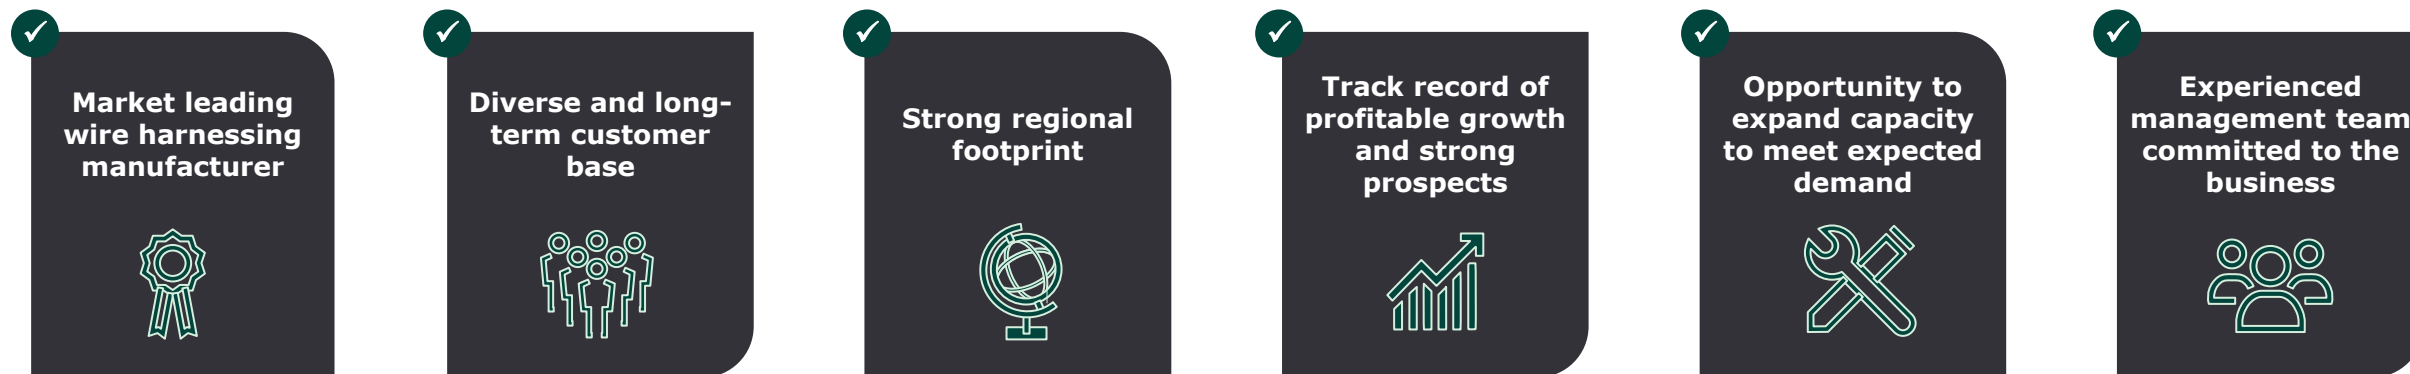 Market leading
wire harnessing
manufacturer
Diverse and long-
term customer
base
Strong regional
footprint
Track record of
profitable growth
and strong
prospects
Opportunity to
expand capacity
to meet expected
demand
Experienced
management team
committed to the
business